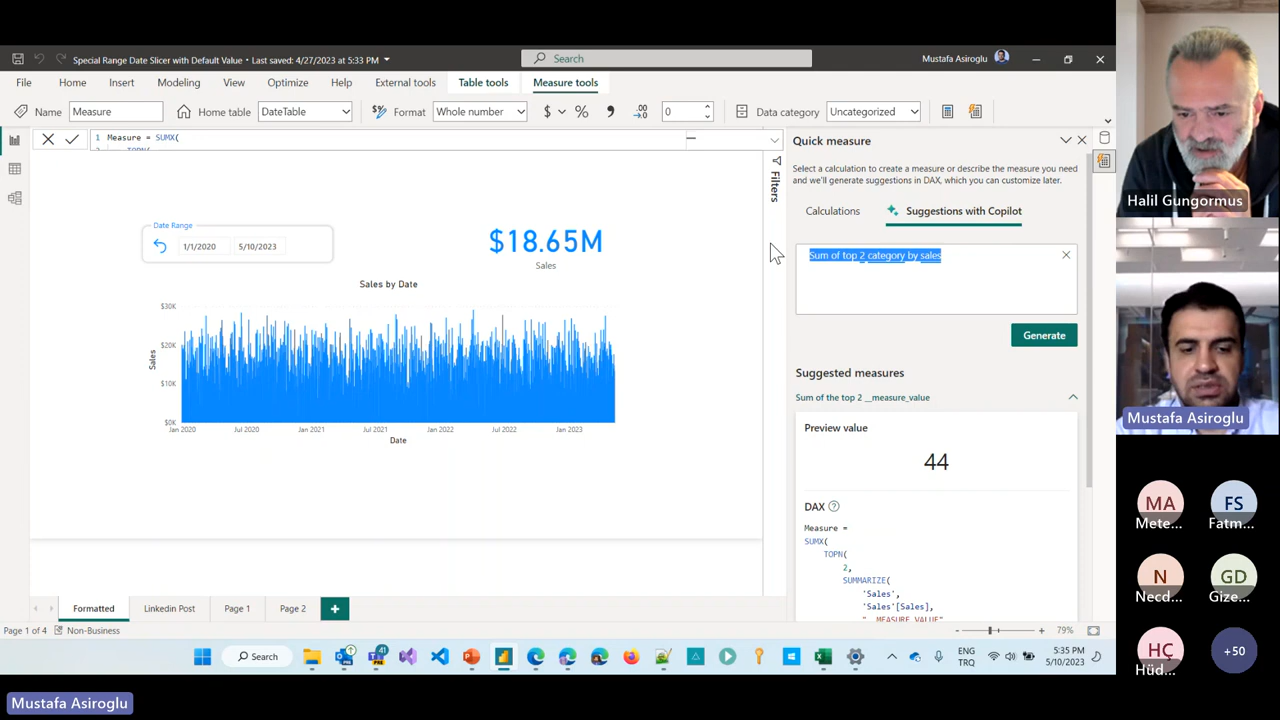 Special Range Date Slicer with Default Value • Last saved: 4/27/2023 at 5:33 PM
Search
Mustafa Asiroglu
File Home Insert Modeling View Optimize Help External tools Table tools Measure tools
Name Measure Home table DateTable Format Whole number $ % 0 Data category Uncategorized
1 Measure = SUMX(
Filters
Date Range
1/1/2020 5/10/2023
$18.65M
Sales
Sales by Date
Sales
$30K
$20K
$10K
$0K
Jan 2020 Jul 2020 Jan 2021 Jul 2021 Jan 2022 Jul 2022 Jan 2023
Date
Quick measure
Select a calculation to create a measure or describe the measure you need
and we'll generate suggestions in DAX, which you can customize later.
Calculations Suggestions with Copilot
Sum of top 2 category by sales
Generate
Suggested measures
Sum of the top 2 __measure_value
Preview value
44
DAX
Measure =
SUMX(
TOPN(
2,
SUMMARIZE(
'Sales',
'Sales'[Sales],
"__MEASURE_VALUE"
Formatted Linkedin Post Page 1 Page 2
Page 1 of 4 Non-Business
79%
Search
ENG
TRQ
5:35 PM
5/10/2023
Halil Gungormus
Mustafa Asiroglu
MA
Mete...
FS
Fatm...
N
Necd...
GD
Gize...
HÇ
Hüd...
+50
Mustafa Asiroglu